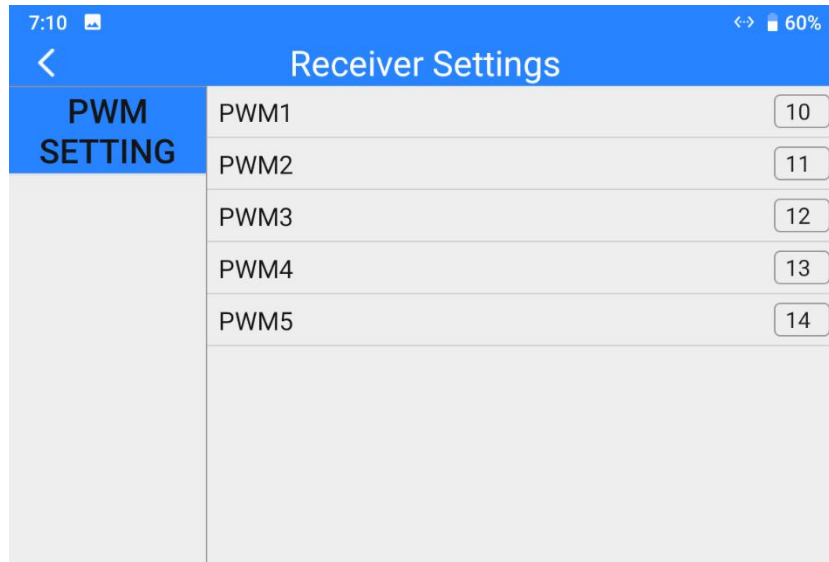 7:10 60%
Receiver Settings
PWM
SETTING
PWM1 10
PWM2 11
PWM3 12
PWM4 13
PWM5 14